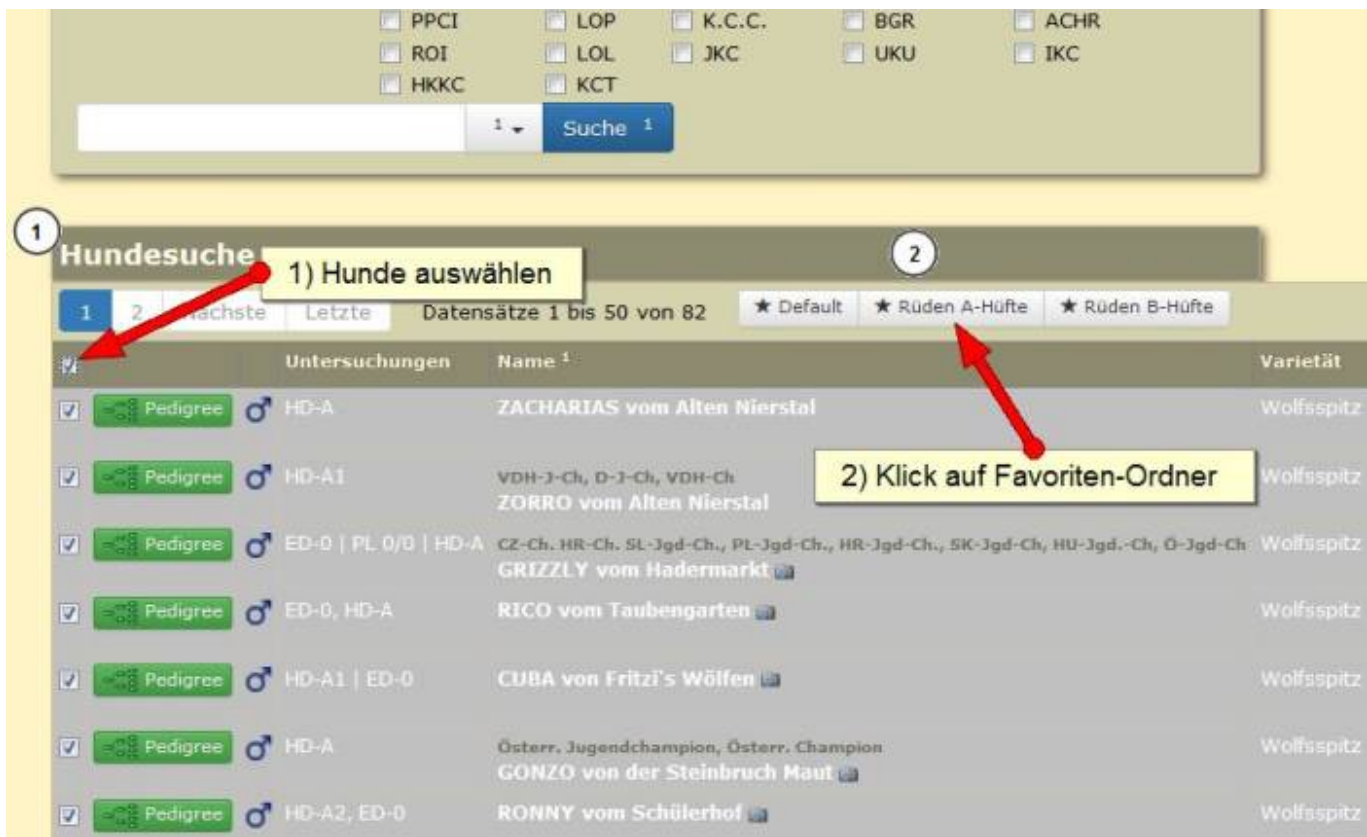 PPCI LOP K.C.C. BGR ACHR
ROI LOL JKC UKU IKC
HKKC KCT
1 Suche 1
1
Hundesuche
2
1) Hunde auswählen
1 2 Nächste Letzte Datensätze 1 bis 50 von 82 ★ Default ★ Rüden A-Hüfte ★ Rüden B-Hüfte
Untersuchungen Name 1 Varietät
Pedigree HD-A ZACHARIAS vom Alten Nierstal Wolfsspitz
2) Klick auf Favoriten-Ordner
Pedigree HD-A1 VDH-J-Ch, D-J-Ch, VDH-Ch Wolfsspitz
ZORRO vom Alten Nierstal
Pedigree ED-0 | PL 0/0 | HD-A CZ-Ch. HR-Ch. SL-Jgd-Ch., PL-Jgd-Ch., HR-Jgd-Ch., SK-Jgd-Ch, HU-Jgd.-Ch, Ö-Jgd-Ch Wolfsspitz
GRIZZLY vom Hadermarkt
Pedigree ED-0, HD-A RICO vom Taubengarten Wolfsspitz
Pedigree HD-A1 | ED-0 CUBA von Fritzi's Wölfen Wolfsspitz
Pedigree HD-A Österr. Jugendchampion, Österr. Champion Wolfsspitz
GONZO von der Steinbruch Maut
Pedigree HD-A2, ED-0 RONNY vom Schülerhof Wolfsspitz